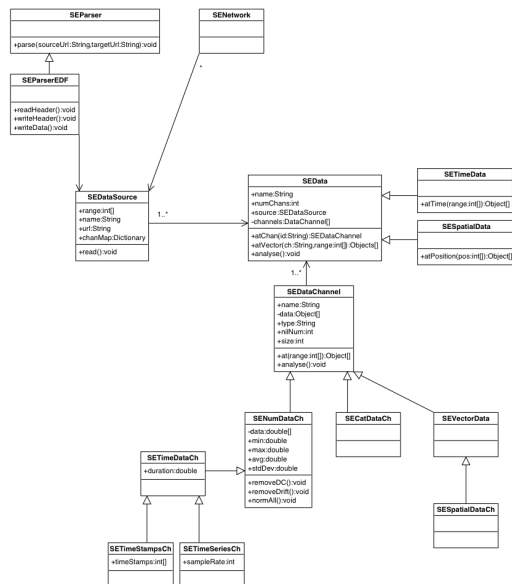 SEParser
+parse(sourceUrl:String,targetUrl:String):void
SENetwork
*
SEParserEDF
+readHeader():void
+writeHeader():void
+writeData():void
SEDataSource
+range:int[]
+name:String
+url:String
+chanMap:Dictionary
+read():void
1..*
SEData
+name:String
+numChans:int
+source:SEDataSource
-channels:DataChannel[]
+atChan(id:String):SEDataChannel
+atVector(ch:String,range:int[]):Objects[]
+analyse():void
SETimeData
+atTime(range:int[]):Object[]
SESpatialData
+atPosition(pos:int[]):Object[]
1..*
SEDataChannel
+name:String
-data:Object[]
+type:String
+nilNum:int
+size:int
+at(range:int[]):Object[]
+analyse():void
SENumDataCh
-data:double[]
+min:double
+max:double
+avg:double
+stdDev:double
+removeDC():void
+removeDrift():void
+normAll():void
SECatDataCh
SEVectorData
SETimeDataCh
+duration:double
SESpatialDataCh
SETimeStampsCh
+timeStamps:int[]
SETimeSeriesCh
+sampleRate:int